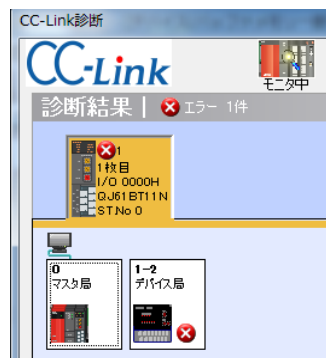 CC-Link診断
CC-Link
モニタ中
診断結果 | エラー 1件
1
1枚目
I/O 0000H
QJ61BT11N
ST.No 0
0
マスタ局
1-2
デバイス局